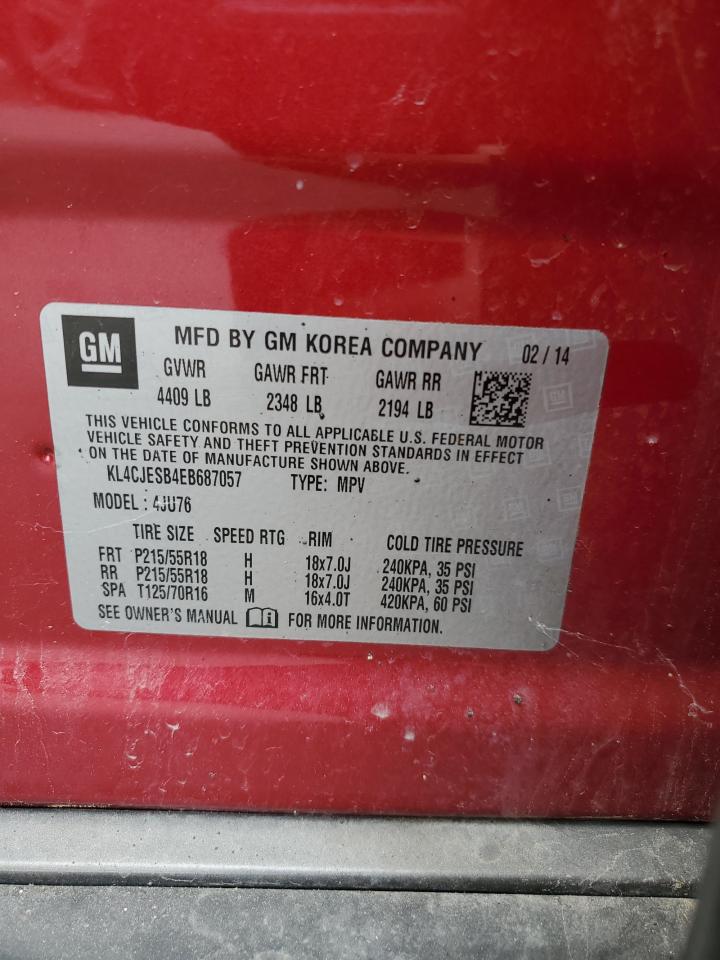 GM MFD BY GM KOREA COMPANY 02 / 14
GVWR GAWR FRT GAWR RR
4409 LB 2348 LB 2194 LB
THIS VEHICLE CONFORMS TO ALL APPLICABLE U.S. FEDERAL MOTOR
VEHICLE SAFETY AND THEFT PREVENTION STANDARDS IN EFFECT
ON THE DATE OF MANUFACTURE SHOWN ABOVE.
KL4CJESB4EB687057 TYPE: MPV
MODEL : 4JU76
TIRE SIZE SPEED RTG RIM COLD TIRE PRESSURE
FRT P215/55R18 H 18x7.0J 240KPA, 35 PSI
RR P215/55R18 H 18x7.0J 240KPA, 35 PSI
SPA T125/70R16 M 16x4.0T 420KPA, 60 PSI
SEE OWNER'S MANUAL FOR MORE INFORMATION.